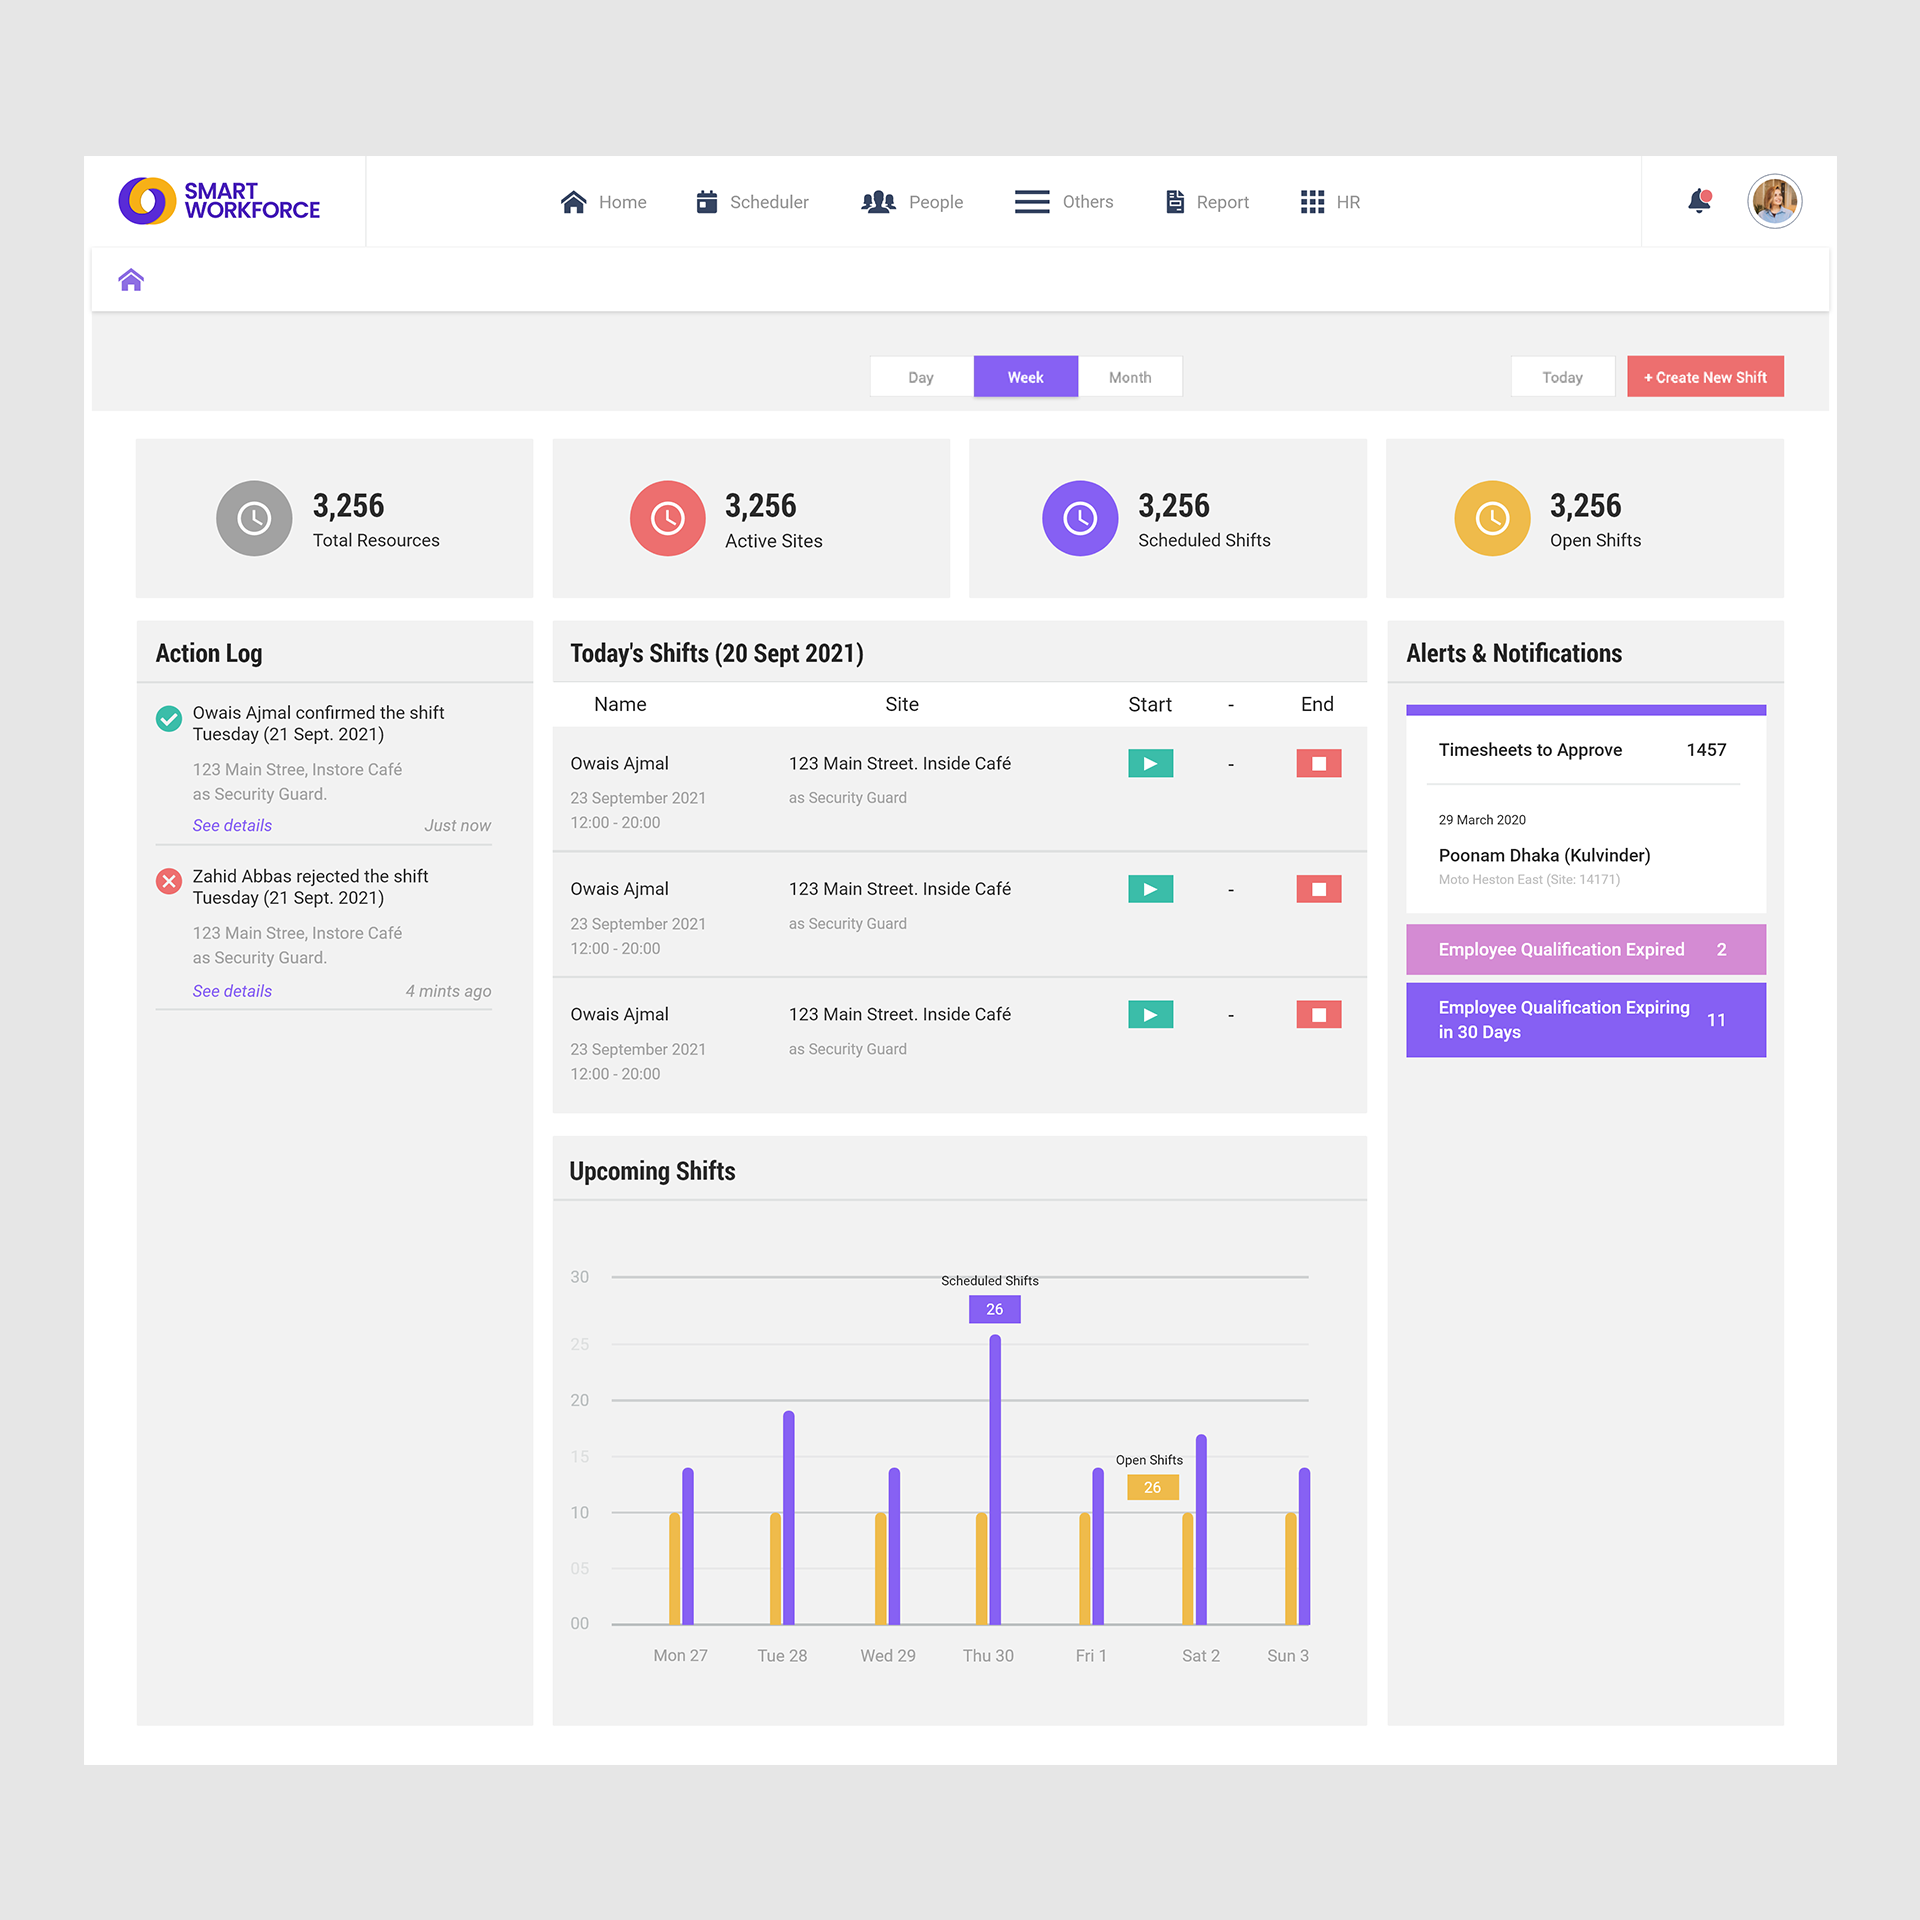 SMART
WORKFORCE
Home
Scheduler
People
Others
Report
HR
Day
Week
Month
Today
+ Create New Shift
3,256
Total Resources
3,256
Active Sites
3,256
Scheduled Shifts
3,256
Open Shifts
Action Log
Owais Ajmal confirmed the shift
Tuesday (21 Sept. 2021)
123 Main Stree, Instore Café
as Security Guard.
See details
Just now
Zahid Abbas rejected the shift
Tuesday (21 Sept. 2021)
123 Main Stree, Instore Café
as Security Guard.
See details
4 mints ago
Today's Shifts (20 Sept 2021)
Name Site Start - End
Owais Ajmal 123 Main Street. Inside Café -
23 September 2021 as Security Guard
12:00 - 20:00
Owais Ajmal 123 Main Street. Inside Café -
23 September 2021 as Security Guard
12:00 - 20:00
Owais Ajmal 123 Main Street. Inside Café -
23 September 2021 as Security Guard
12:00 - 20:00
Upcoming Shifts
30
Scheduled Shifts
26
25
20
15
Open Shifts
26
10
05
00
Mon 27 Tue 28 Wed 29 Thu 30 Fri 1 Sat 2 Sun 3
Alerts & Notifications
Timesheets to Approve 1457
29 March 2020
Poonam Dhaka (Kulvinder)
Moto Heston East (Site: 14171)
Employee Qualification Expired 2
Employee Qualification Expiring
in 30 Days
11